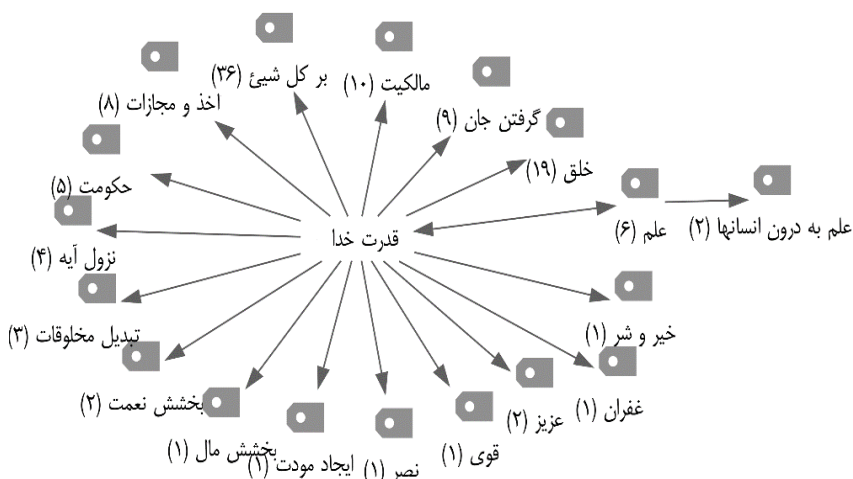 بر کل شیئ (۳۶)
مالکیت (۱۰)
اخذ و مجازات (۸)
گرفتن جان (۹)
خلق (۱۹)
حکومت (۵)
علم (۶)
علم به درون انسانها (۲)
قدرت خدا
نزول آیه (۴)
خیر و شر (۱)
تبدیل مخلوقات (۳)
غفران (۱)
بخشش نعمت (۲)
عزیز (۲)
بخشش مال (۱)
قوی (۱)
ایجاد مودت (۱)
نصر (۱)